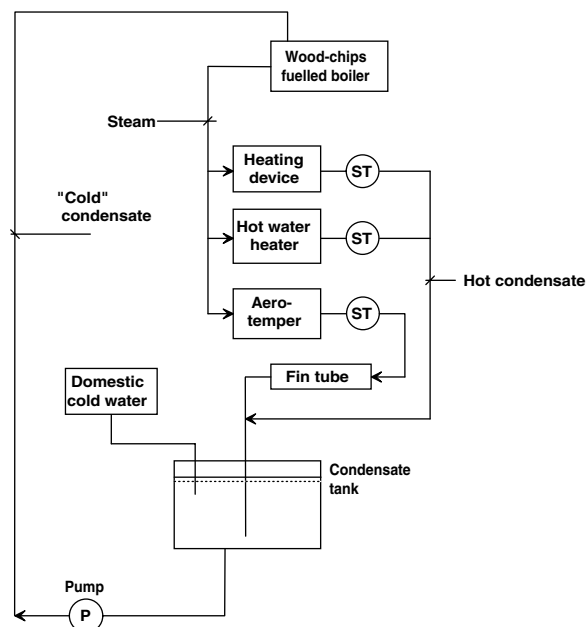 Wood-chips
fuelled boiler
Steam
Heating
device
ST
"Cold"
condensate
Hot water
heater
ST
Hot condensate
Aero-
temper
ST
Fin tube
Domestic
cold water
Condensate
tank
Pump
P